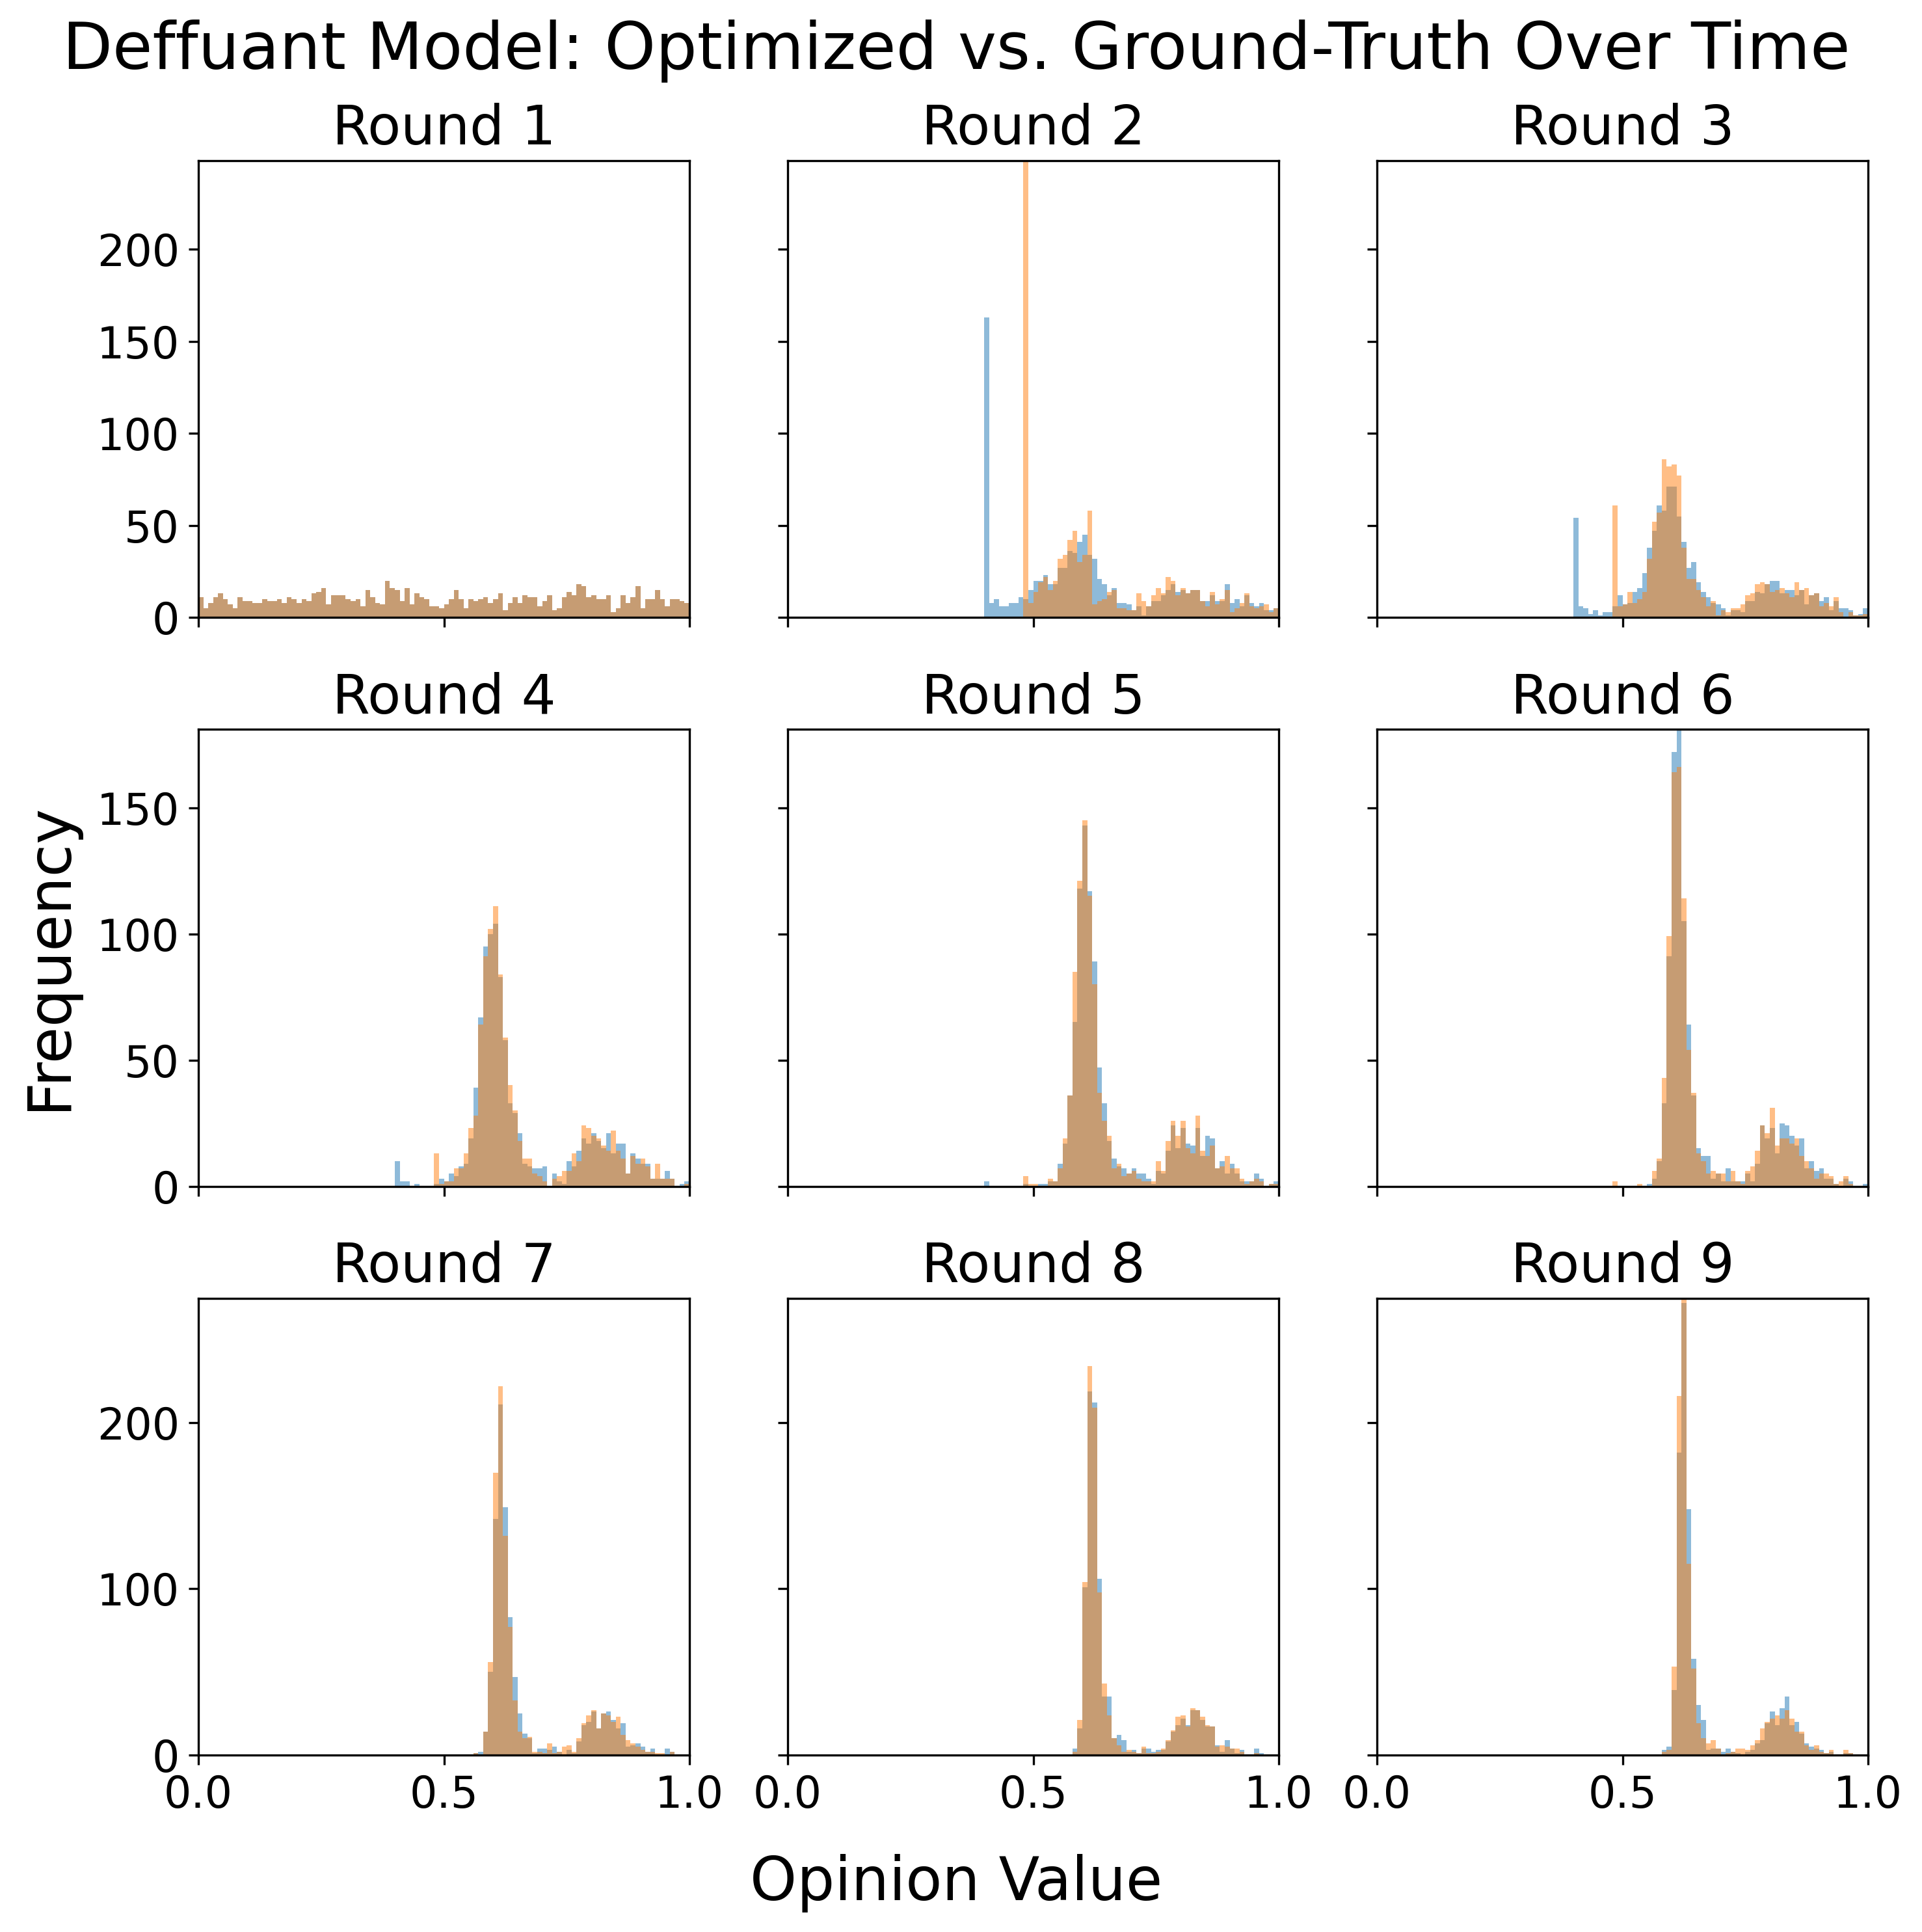 Deffuant Model: Optimized vs. Ground-Truth Over Time
Round 1
Round 2
Round 3
200
150
100
50
0
Round 4
Round 5
Round 6
150
100
50
0
Frequency
Round 7
Round 8
Round 9
200
100
0
0.0 0.5 1.0 0.0 0.5 1.0 0.0 0.5 1.0
Opinion Value